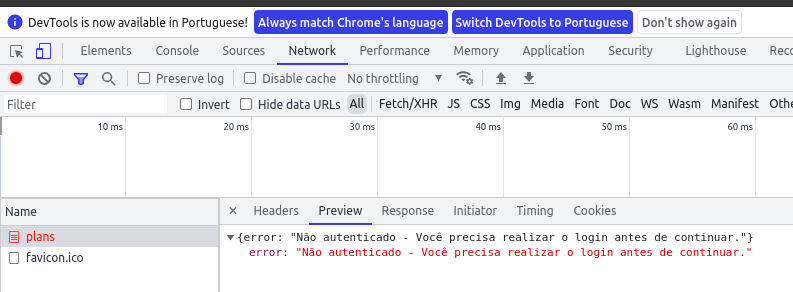 DevTools is now available in Portuguese! Always match Chrome's language Switch DevTools to Portuguese Don't show again
Elements Console Sources Network Performance Memory Application Security Lighthouse Reco
Preserve log Disable cache No throttling
Filter Invert Hide data URLs All Fetch/XHR JS CSS Img Media Font Doc WS Wasm Manifest Othe
10 ms 20 ms 30 ms 40 ms 50 ms 60 ms
Name × Headers Preview Response Initiator Timing Cookies
plans {error: "Não autenticado - Você precisa realizar o login antes de continuar."}
favicon.ico error: "Não autenticado - Você precisa realizar o login antes de continuar."